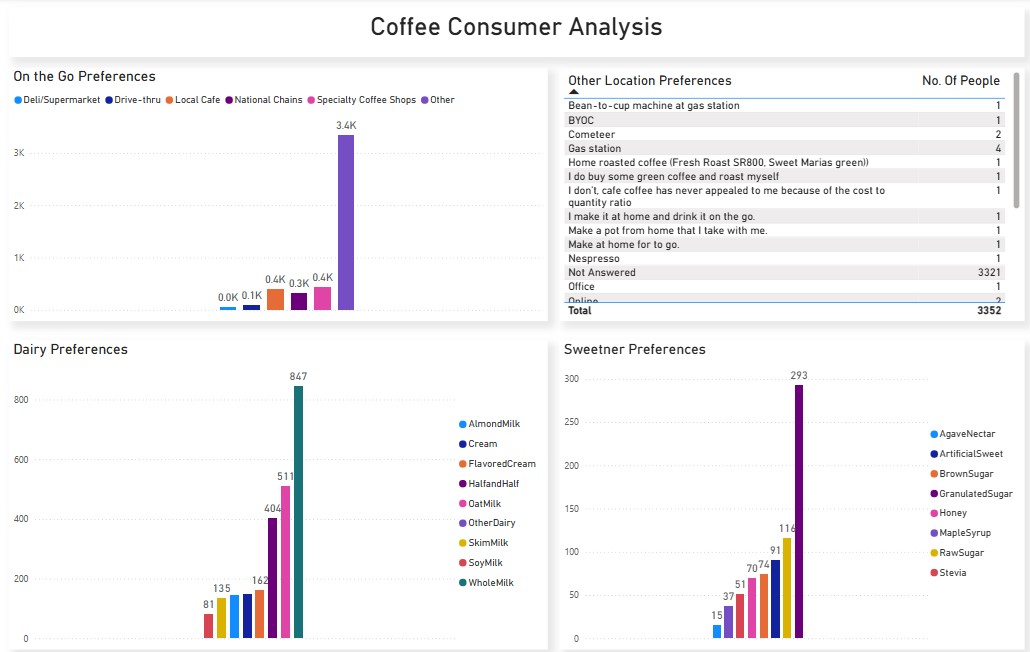 Coffee Consumer Analysis
On the Go Preferences
Deli/Supermarket Drive-thru Local Cafe National Chains Specialty Coffee Shops Other
3K
2K
1K
0K
0.0K 0.1K 0.4K 0.3K 0.4K 3.4K
Other Location Preferences No. Of People
Bean-to-cup machine at gas station 1
BYOC 1
Cometeer 2
Gas station 4
Home roasted coffee (Fresh Roast SR800, Sweet Marias green)) 1
I do buy some green coffee and roast myself 1
I don't, cafe coffee has never appealed to me because of the cost to 1
quantity ratio
I make it at home and drink it on the go. 1
Make a pot from home that I take with me. 1
Make at home for to go. 1
Nespresso 1
Not Answered 3321
Office 1
Online 2
Total 3352
Dairy Preferences
800
600
400
200
0
81 135 162 404 511 847
AlmondMilk
Cream
FlavoredCream
HalfandHalf
OatMilk
OtherDairy
SkimMilk
SoyMilk
WholeMilk
Sweetner Preferences
300
250
200
150
100
50
0
15 37 51 70 74 91 116 293
AgaveNectar
ArtificialSweet
BrownSugar
GranulatedSugar
Honey
MapleSyrup
RawSugar
Stevia